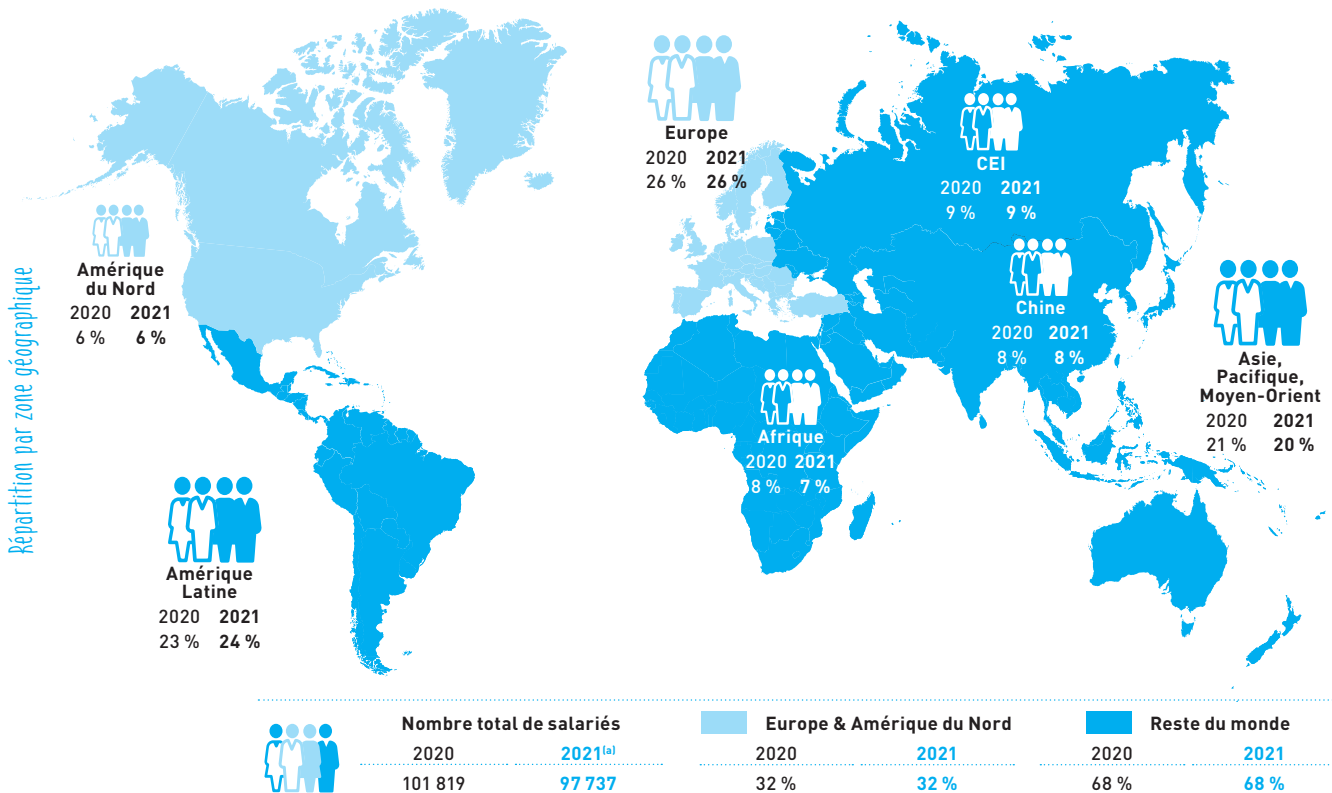 Répartition par zone géographique
Amérique
du Nord
2020 2021
6 % 6 %
Amérique
Latine
2020 2021
23 % 24 %
Europe
2020 2021
26 % 26 %
CEI
2020 2021
9 % 9 %
Chine
2020 2021
8 % 8 %
Afrique
2020 2021
8 % 7 %
Asie,
Pacifique,
Moyen-Orient
2020 2021
21 % 20 %
Nombre total de salariés
2020 2021(a)
101 819 97 737
Europe & Amérique du Nord
2020 2021
32 % 32 %
Reste du monde
2020 2021
68 % 68 %